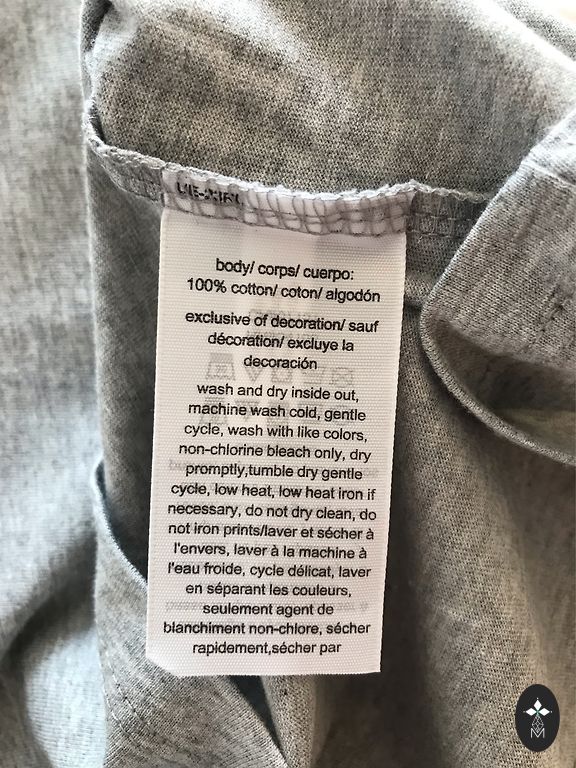 body/ corps/ cuerpo:
100% cotton/ coton/ algodón
exclusive of decoration/ sauf
décoration/ excluye la
decoración
wash and dry inside out,
machine wash cold, gentle
cycle, wash with like colors,
non-chlorine bleach only, dry
promptly,tumble dry gentle
cycle, low heat, low heat iron if
necessary, do not dry clean, do
not iron prints/laver et sécher à
l'envers, laver à la machine à
l'eau froide, cycle délicat, laver
en séparant les couleurs,
seulement agent de
blanchiment non-chlore, sécher
rapidement,sécher par
M